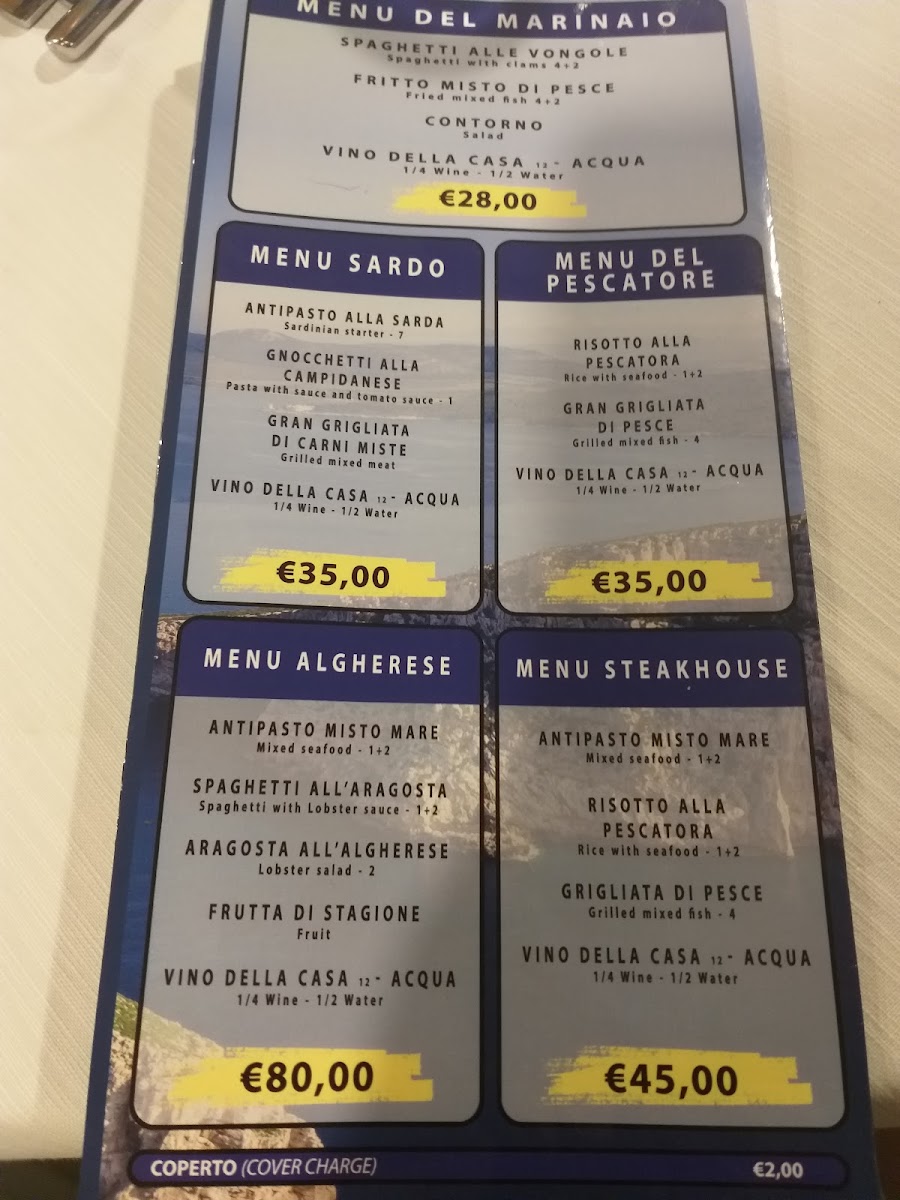 MENU DEL MARINAIO
SPAGHETTI ALLE VONGOLE
Spaghetti with clams 4+2
FRITTO MISTO DI PESCE
Fried mixed fish 4+2
CONTORNO
Salad
VINO DELLA CASA 12 - ACQUA
1/4 Wine - 1/2 Water
€28,00
MENU SARDO
ANTIPASTO ALLA SARDA
Sardinian starter - 7
GNOCCHETTI ALLA
CAMPIDANESE
Pasta with sauce and tomato sauce - 1
GRAN GRIGLIATA
DI CARNI MISTE
Grilled mixed meat
VINO DELLA CASA 12 - ACQUA
1/4 Wine - 1/2 Water
€35,00
MENU DEL
PESCATORE
RISOTTO ALLA
PESCATORA
Rice with seafood - 1+2
GRAN GRIGLIATA
DI PESCE
Grilled mixed fish - 4
VINO DELLA CASA 12 - ACQUA
1/4 Wine - 1/2 Water
€35,00
MENU ALGHERESE
ANTIPASTO MISTO MARE
Mixed seafood - 1+2
SPAGHETTI ALL'ARAGOSTA
Spaghetti with Lobster sauce - 1+2
ARAGOSTA ALL'ALGHERESE
Lobster salad - 2
FRUTTA DI STAGIONE
Fruit
VINO DELLA CASA 12 - ACQUA
1/4 Wine - 1/2 Water
€80,00
MENU STEAKHOUSE
ANTIPASTO MISTO MARE
Mixed seafood - 1+2
RISOTTO ALLA
PESCATORA
Rice with seafood - 1+2
GRIGLIATA DI PESCE
Grilled mixed fish - 4
VINO DELLA CASA 12 - ACQUA
1/4 Wine - 1/2 Water
€45,00
COPERTO (COVER CHARGE) €2,00